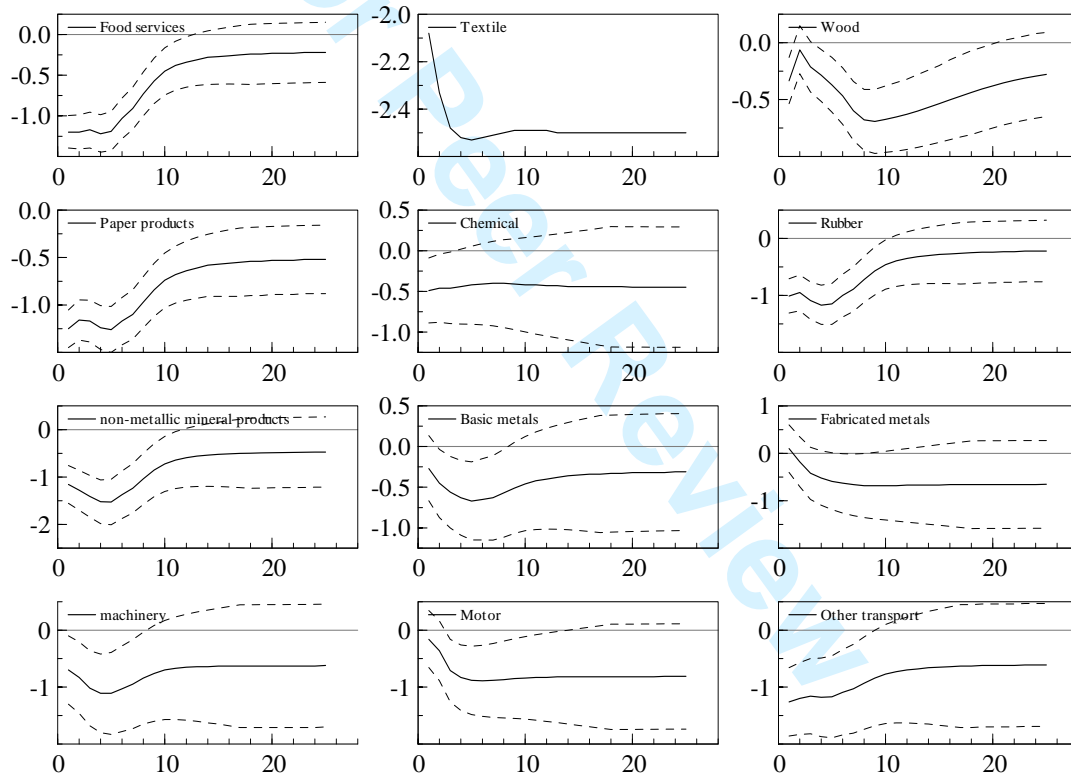 Food services
Textile
Wood
0.0
-0.5
-1.0
-2.0
-2.2
-2.4
0.0
-0.5
0 10 20
0 10 20
0 10 20
Paper products
Chemical
Rubber
0.0
-0.5
-1.0
0.5
0.0
-0.5
-1.0
0
-1
0 10 20
0 10 20
0 10 20
non-metallic mineral products
Basic metals
Fabricated metals
0
-1
-2
0.5
0.0
-0.5
-1.0
1
0
-1
0 10 20
0 10 20
0 10 20
machinery
Motor
Other transport
0
-1
0
-1
0
-1
0 10 20
0 10 20
0 10 20
or Peer Review